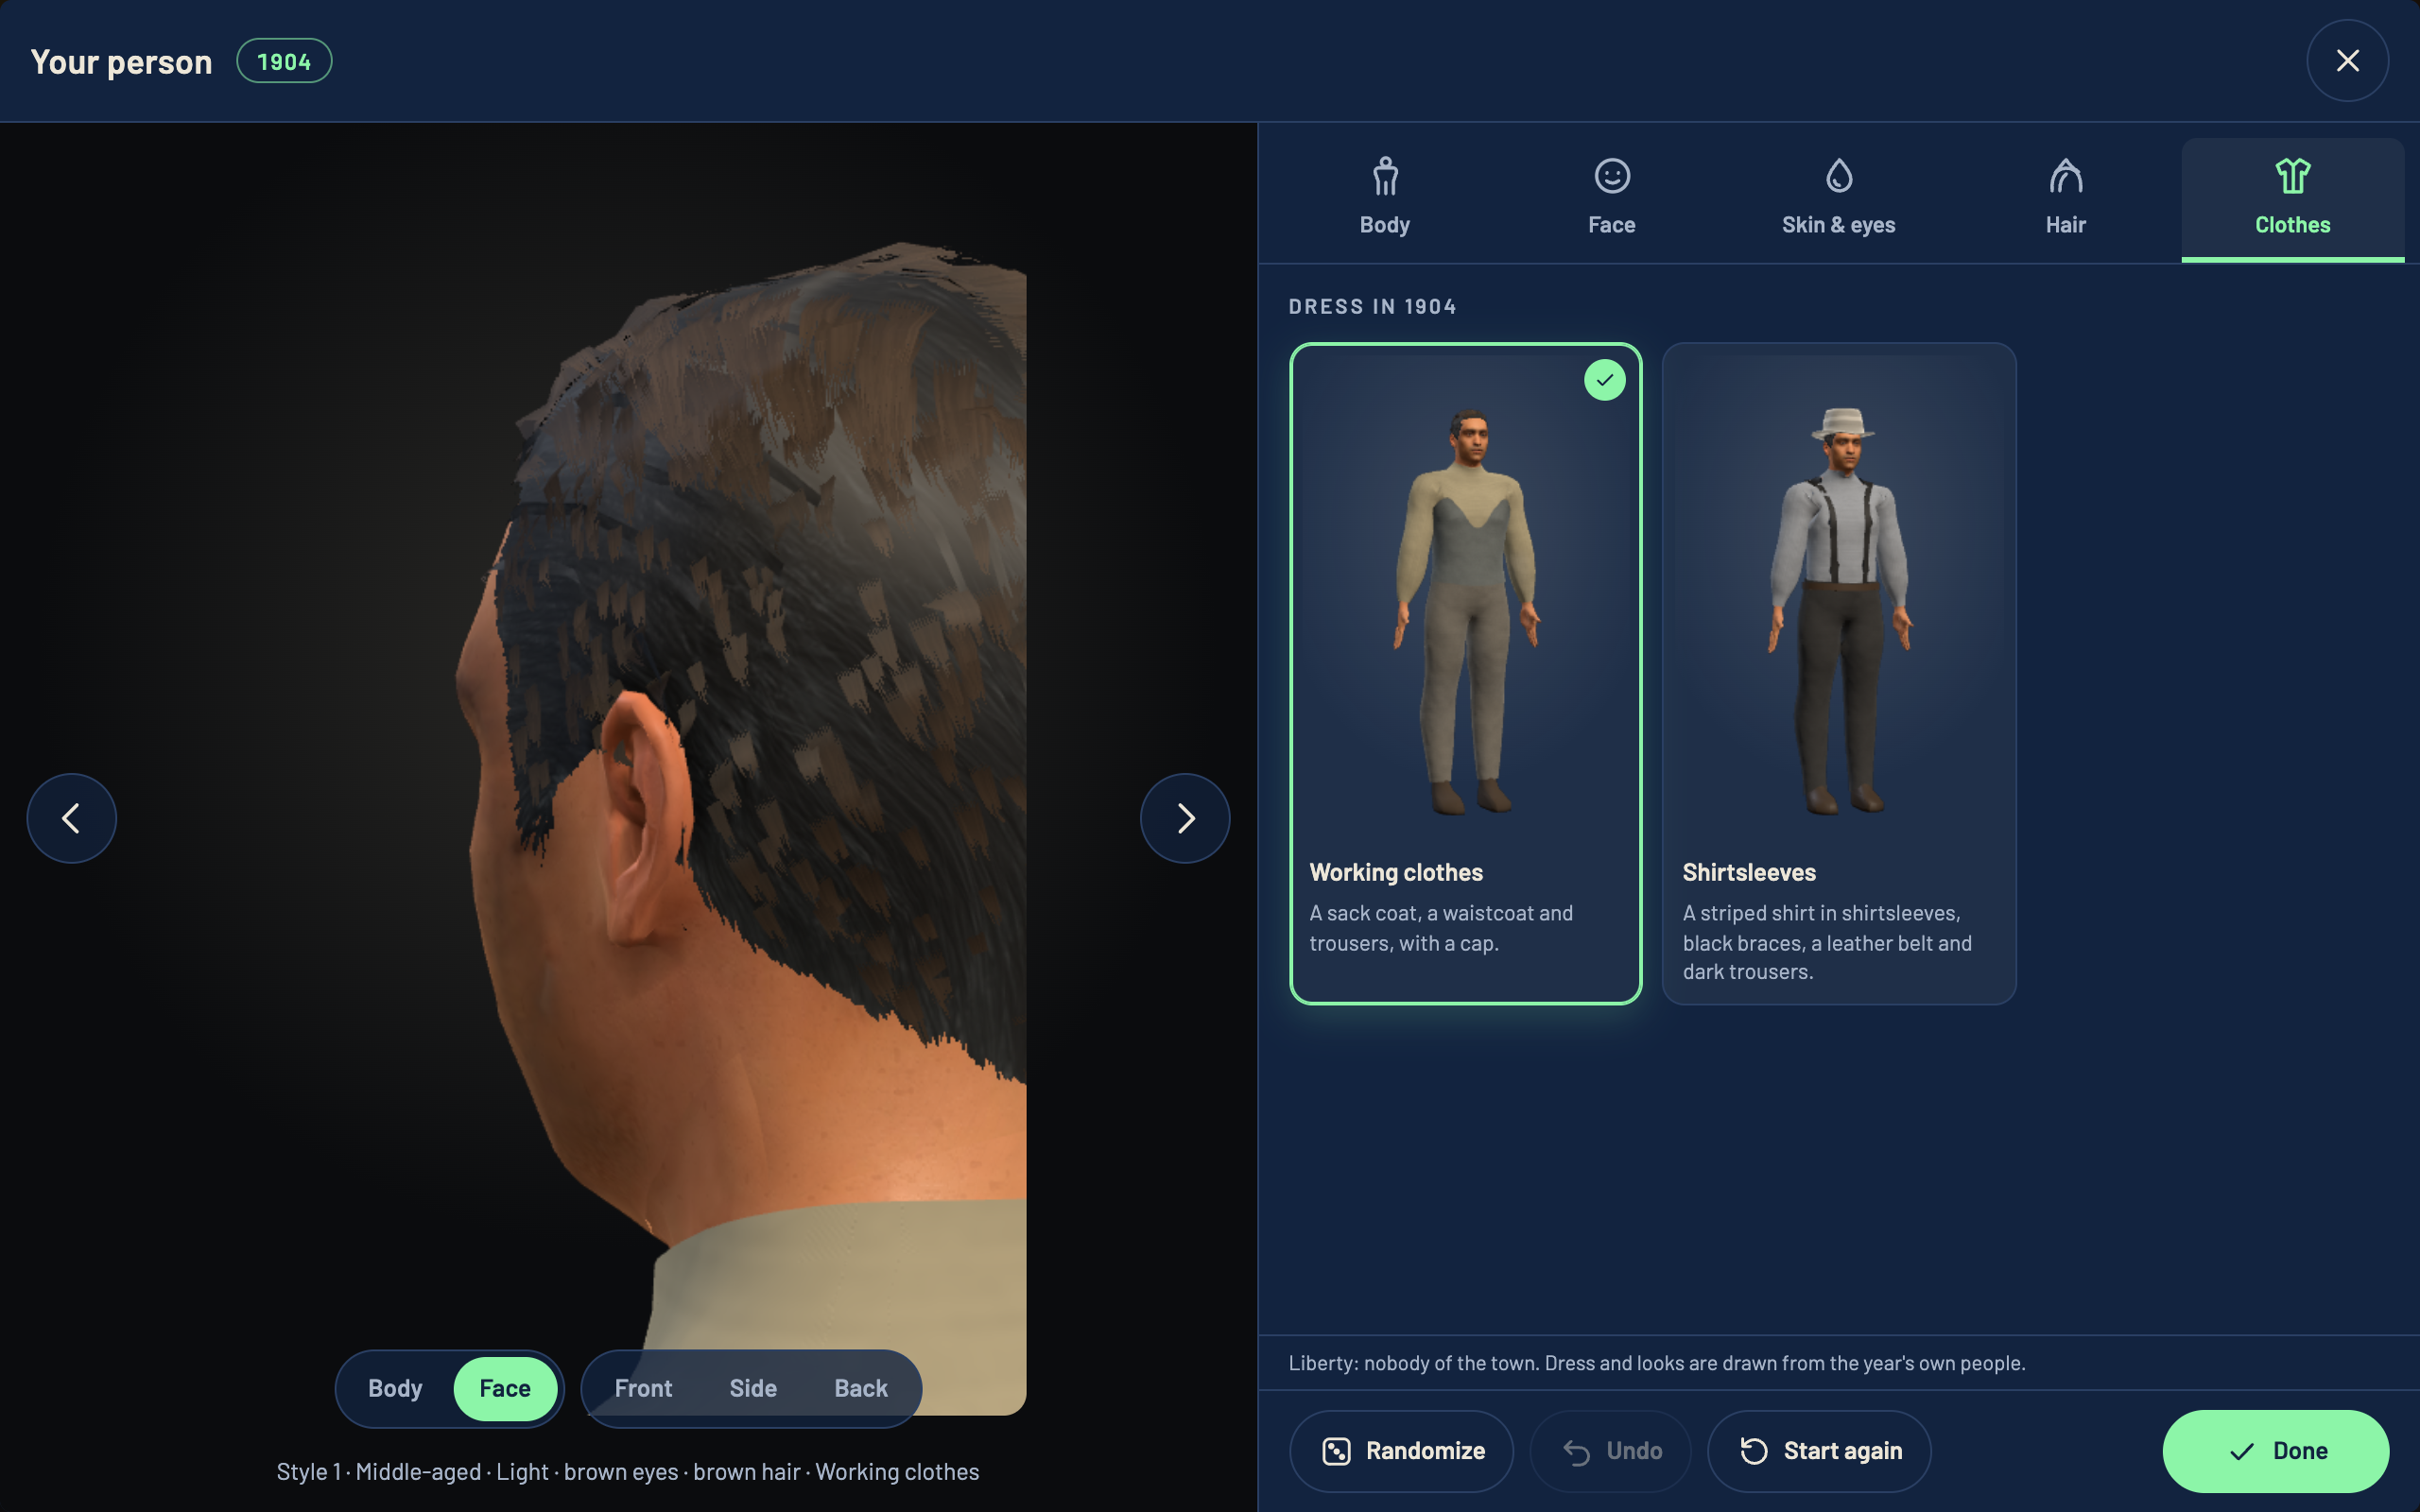 Your person
1904
Body
Face
Skin & eyes
Hair
Clothes
DRESS IN 1904
Working clothes
A sack coat, a waistcoat and
trousers, with a cap.
Shirtsleeves
A striped shirt in shirtsleeves,
black braces, a leather belt and
dark trousers.
Body
Face
Front
Side
Back
Style 1 · Middle-aged · Light · brown eyes · brown hair · Working clothes
Liberty: nobody of the town. Dress and looks are drawn from the year's own people.
Randomize
Undo
Start again
Done